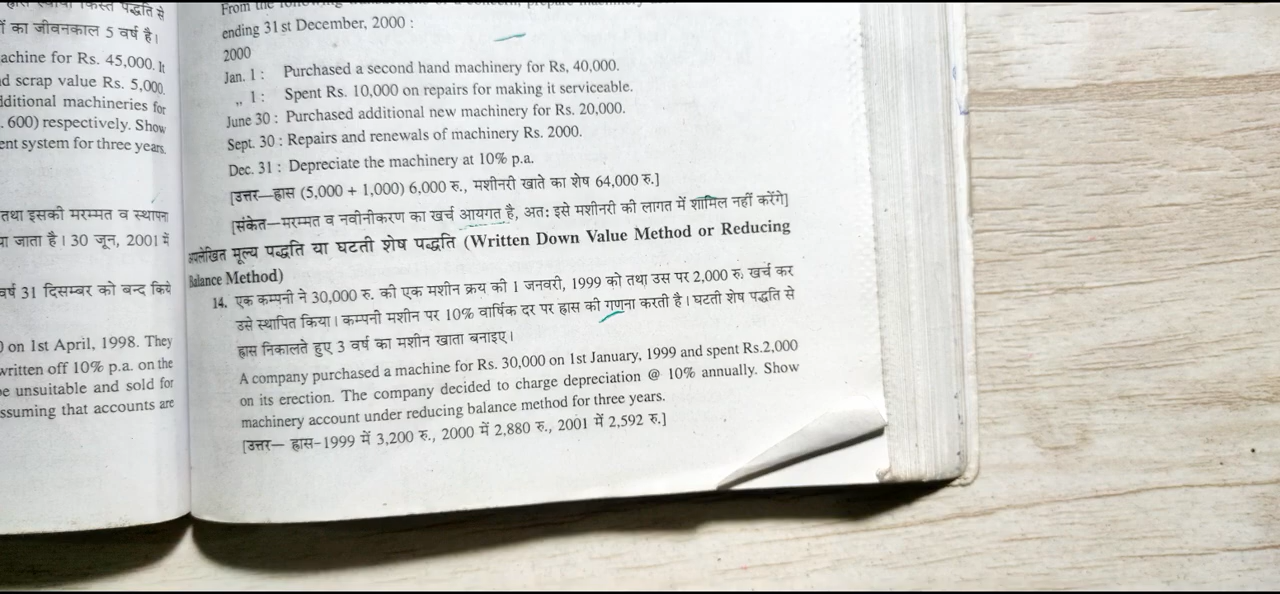 पद्धति से
का जीवनकाल 5 वर्ष है।
achine for Rs. 45,000. It
d scrap value Rs. 5,000.
dditional machineries for
. 600) respectively. Show
ent system for three years.
तथा इसकी मरम्मत व स्थापना
जाता है। 30 जून, 2001 में
वर्ष 31 दिसम्बर को बन्द किये
) on 1st April, 1998. They
written off 10% p.a. on the
e unsuitable and sold for
ssuming that accounts are
From the
ending 31st December, 2000 :
2000
Jan. 1 : Purchased a second hand machinery for Rs, 40,000.
,, 1 : Spent Rs. 10,000 on repairs for making it serviceable.
June 30 : Purchased additional new machinery for Rs. 20,000.
Sept. 30 : Repairs and renewals of machinery Rs. 2000.
Dec. 31 : Depreciate the machinery at 10% p.a.
[उत्तर—ह्रास (5,000 + 1,000) 6,000 रु., मशीनरी खाते का शेष 64,000 रु.]
[संकेत—मरम्मत व नवीनीकरण का खर्च आयगत है, अत: इसे मशीनरी की लागत में शामिल नहीं करेंगे]
अपलेखित मूल्य पद्धति या घटती शेष पद्धति (Written Down Value Method or Reducing
Balance Method)
14. एक कम्पनी ने 30,000 रु. की एक मशीन क्रय की 1 जनवरी, 1999 को तथा उस पर 2,000 रु. खर्च कर
उसे स्थापित किया। कम्पनी मशीन पर 10% वार्षिक दर पर ह्रास की गणना करती है। घटती शेष पद्धति से
ह्रास निकालते हुए 3 वर्ष का मशीन खाता बनाइए।
A company purchased a machine for Rs. 30,000 on 1st January, 1999 and spent Rs.2,000
on its erection. The company decided to charge depreciation @ 10% annually. Show
machinery account under reducing balance method for three years.
[उत्तर— ह्रास-1999 में 3,200 रु., 2000 में 2,880 रु., 2001 में 2,592 रु.]